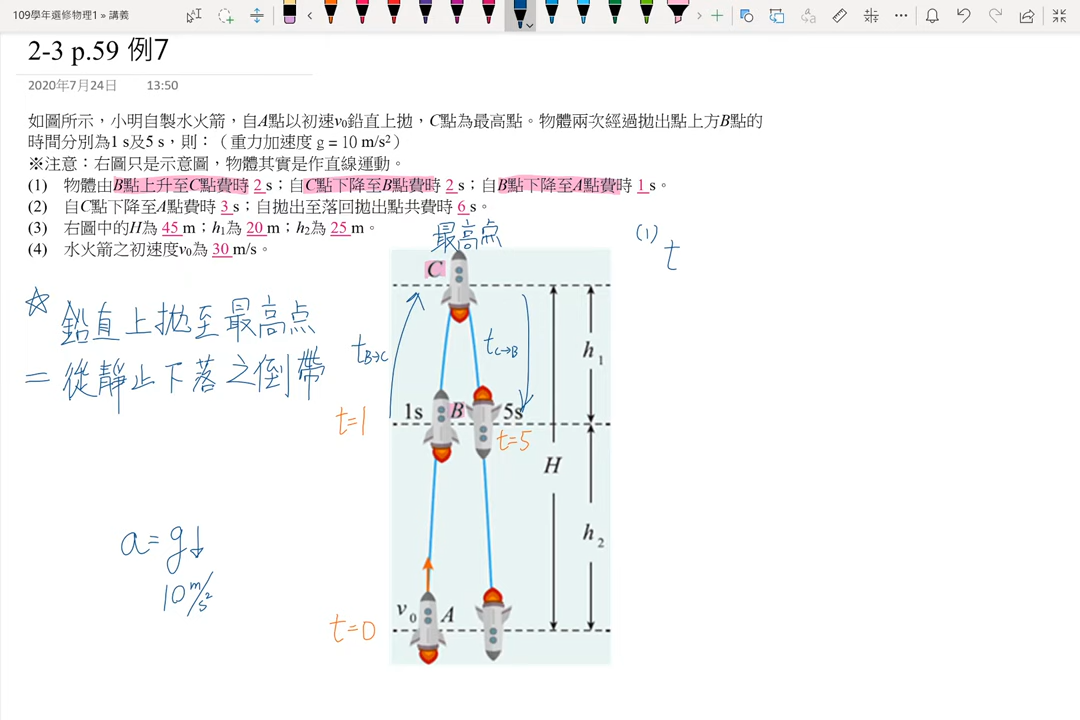 109學年選修物理1 » 講義
2-3 p.59 例7
2020年7月24日 13:50
如圖所示，小明自製水火箭，自A點以初速v₀鉛直上拋，C點為最高點。物體兩次經過拋出點上方B點的
時間分別為1 s及5 s，則：（重力加速度 g = 10 m/s²）
※注意：右圖只是示意圖，物體其實是作直線運動。
(1) 物體由B點上升至C點費時 2 s；自C點下降至B點費時 2 s；自B點下降至A點費時 1 s。
(2) 自C點下降至A點費時 3 s；自拋出至落回拋出點共費時 6 s。
(3) 右圖中的H為 45 m；h₁為 20 m；h₂為 25 m。
(4) 水火箭之初速度v₀為 30 m/s。
最高点
(1) t
C
☆ 鉛直上拋至最高点
= 從靜止下落之倒帶
t_B→C
t_C→B
h₁
t=1
1s
B
5s
t=5
H
h₂
a=g↓
10 m/s²
v₀
A
t=0